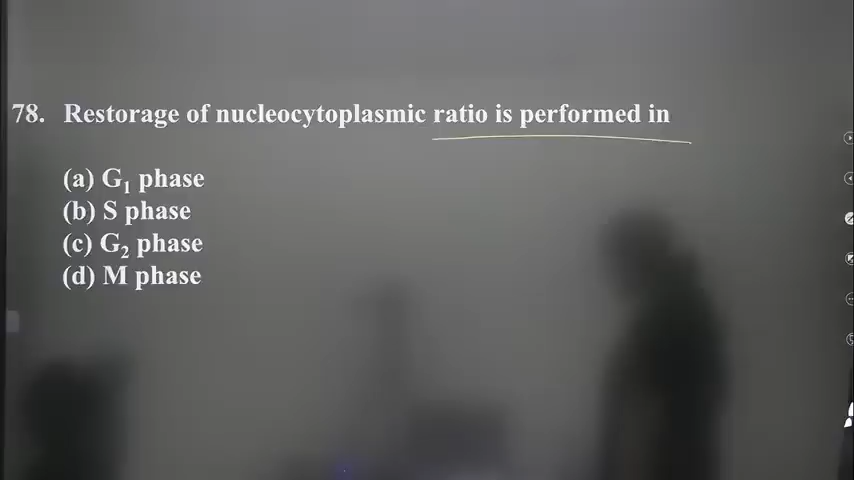 78. Restorage of nucleocytoplasmic ratio is performed in
(a) G₁ phase
(b) S phase
(c) G₂ phase
(d) M phase